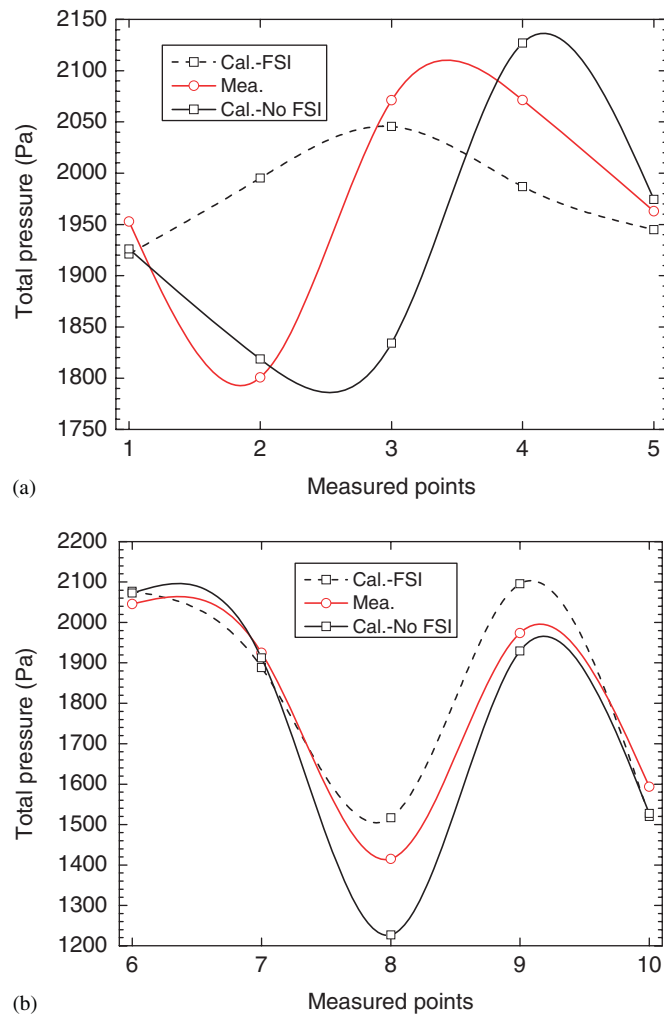 2150
2100
2050
2000
1950
1900
1850
1800
1750
Total pressure (Pa)
Cal.-FSI
Mea.
Cal.-No FSI
1 2 3 4 5
Measured points
(a)
2200
2100
2000
1900
1800
1700
1600
1500
1400
1300
1200
Total pressure (Pa)
Cal.-FSI
Mea.
Cal.-No FSI
6 7 8 9 10
Measured points
(b)